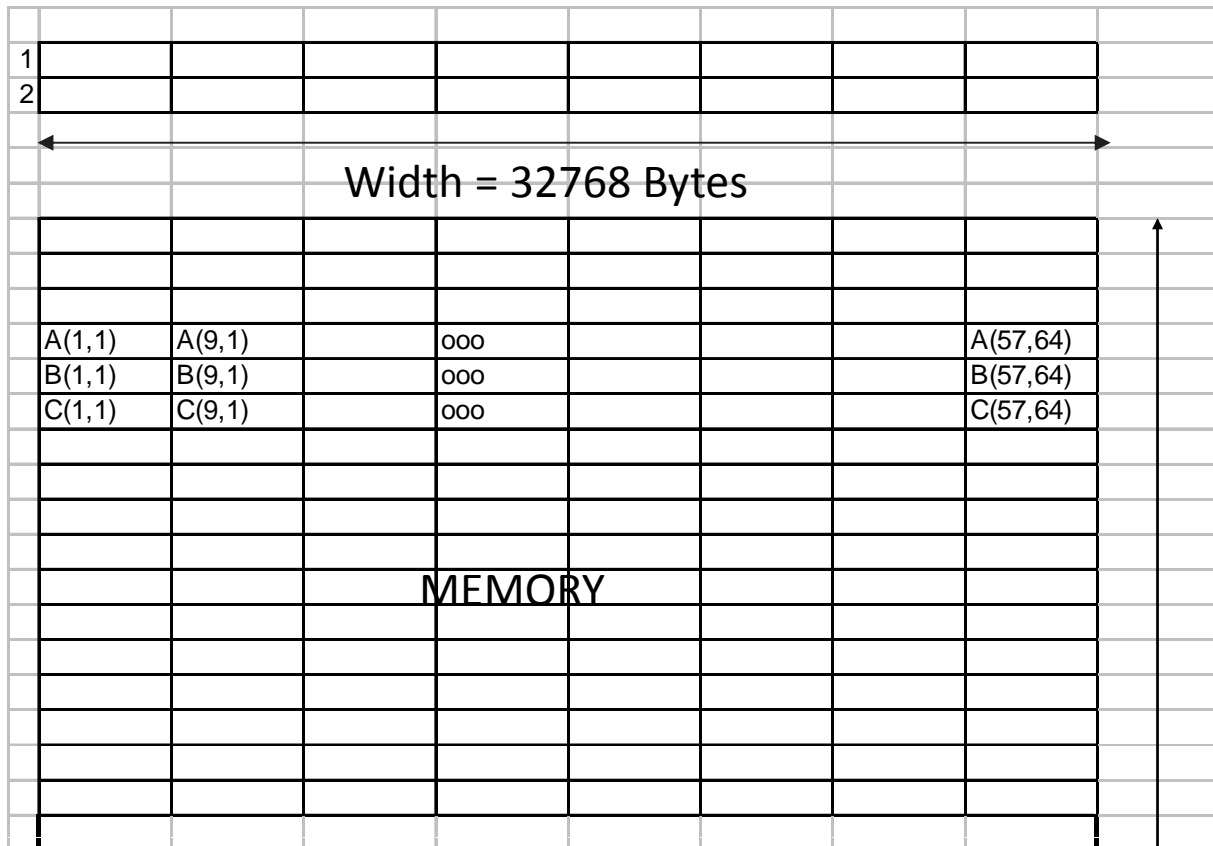 1
2
Width = 32768 Bytes
A(1,1) A(9,1) ooo A(57,64)
B(1,1) B(9,1) ooo B(57,64)
C(1,1) C(9,1) ooo C(57,64)
MEMORY